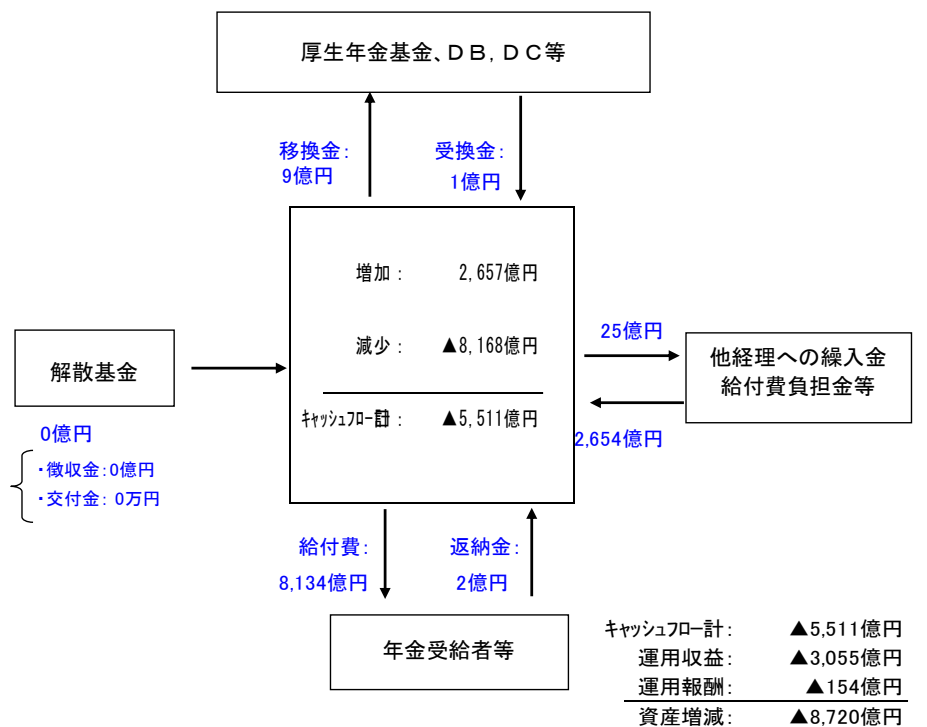 厚生年金基金、ＤＢ，ＤＣ等
移換金：
9億円
受換金：
1億円
増加： 2,657億円
減少： ▲8,168億円
ｷｬｯｼｭﾌﾛｰ計： ▲5,511億円
解散基金
0億円
・徴収金：0億円
・交付金： 0万円
25億円
他経理への繰入金
給付費負担金等
2,654億円
給付費：
8,134億円
返納金：
2億円
年金受給者等
ｷｬｯｼｭﾌﾛｰ計： ▲5,511億円
運用収益： ▲3,055億円
運用報酬： ▲154億円
資産増減： ▲8,720億円